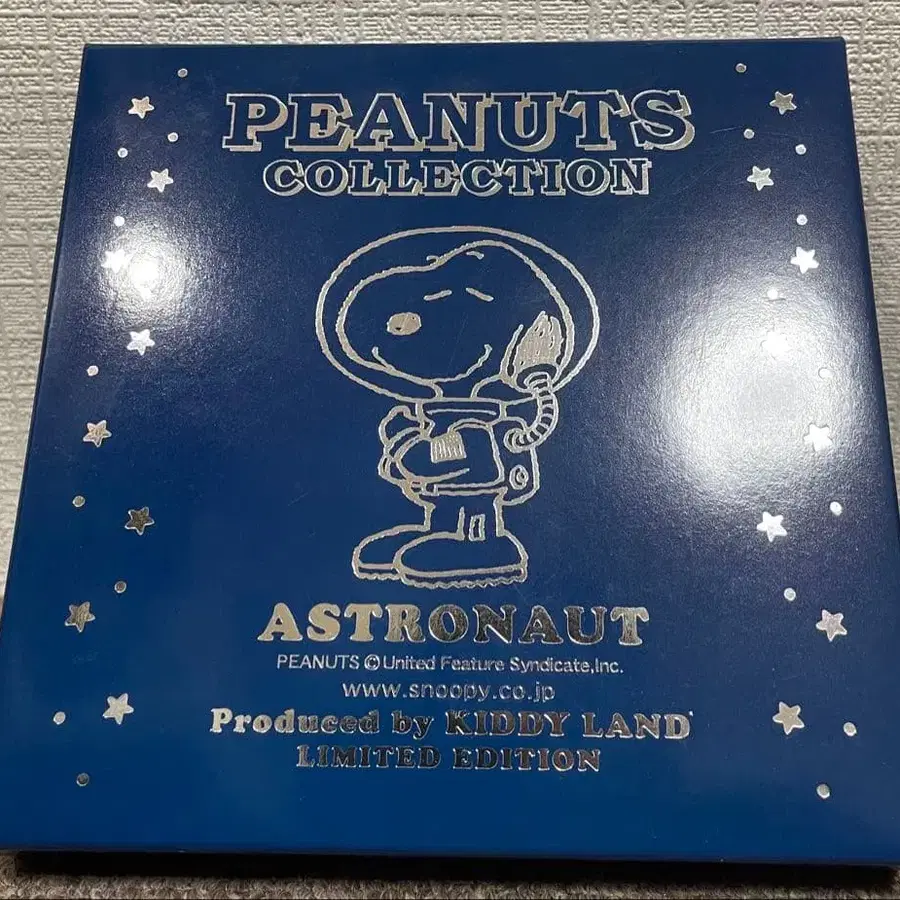 PEANUTS
COLLECTION
ASTRONAUT
PEANUTS © United Feature Syndicate,Inc.
www.snoopy.co.jp
Produced by KIDDY LAND
LIMITED EDITION